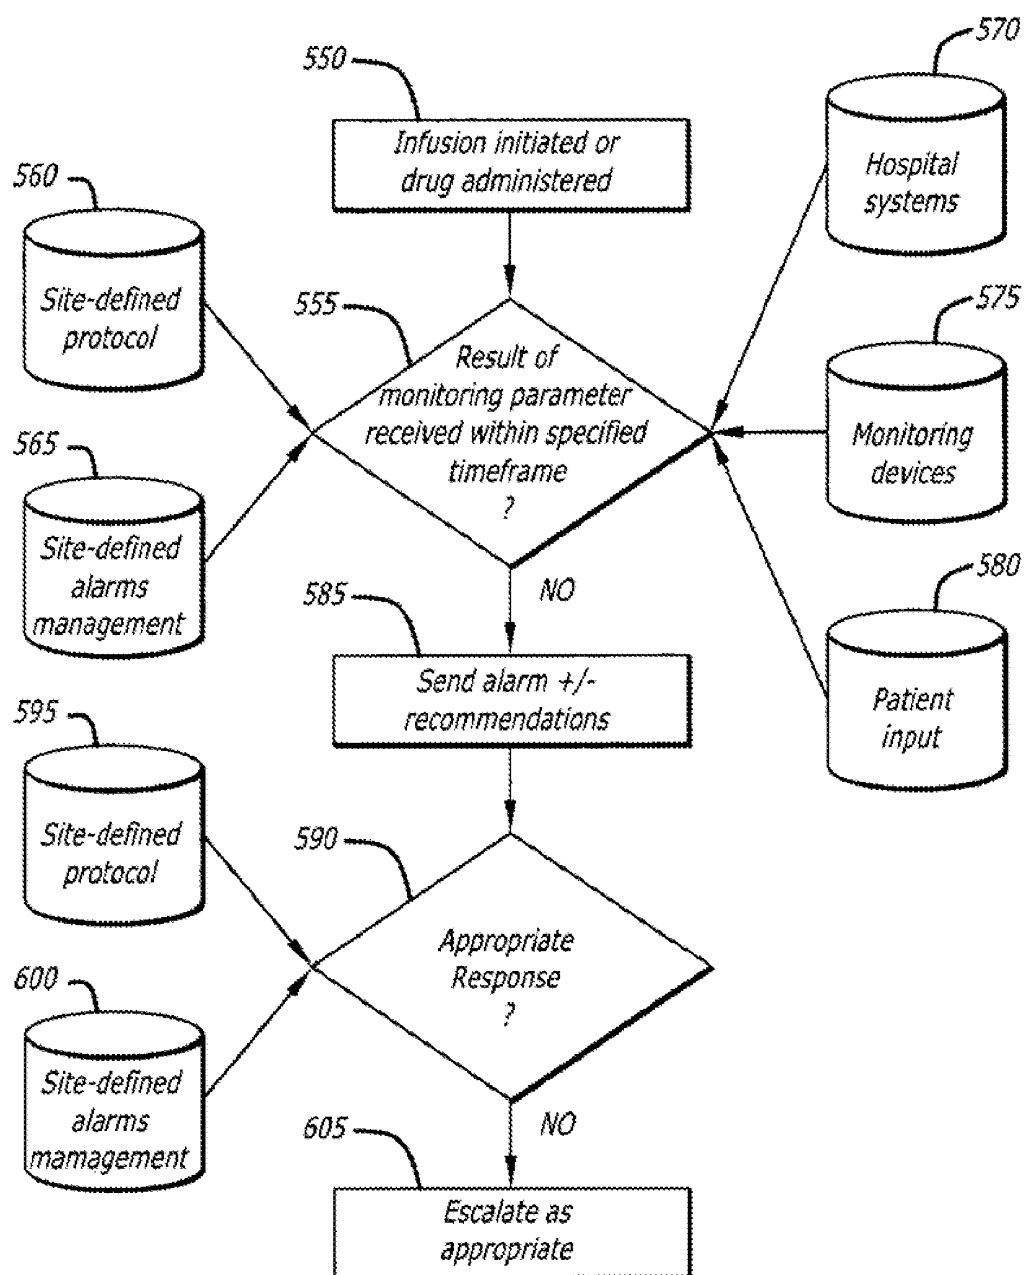 550
Infusion initiated or
drug administered
570
Hospital
systems
560
Site-defined
protocol
555
Result of
monitoring parameter
received within specified
timeframe
?
575
Monitoring
devices
565
Site-defined
alarms
management
NO
580
Patient
input
585
Send alarm +/-
recommendations
595
Site-defined
protocol
590
Appropriate
Response
?
600
Site-defined
alarms
mamagement
NO
605
Escalate as
appropriate